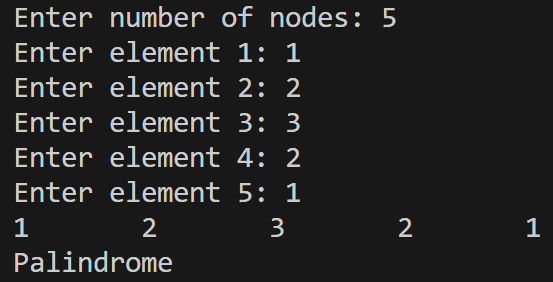 Enter number of nodes: 5
Enter element 1: 1
Enter element 2: 2
Enter element 3: 3
Enter element 4: 2
Enter element 5: 1
1	2	3	2	1
Palindrome